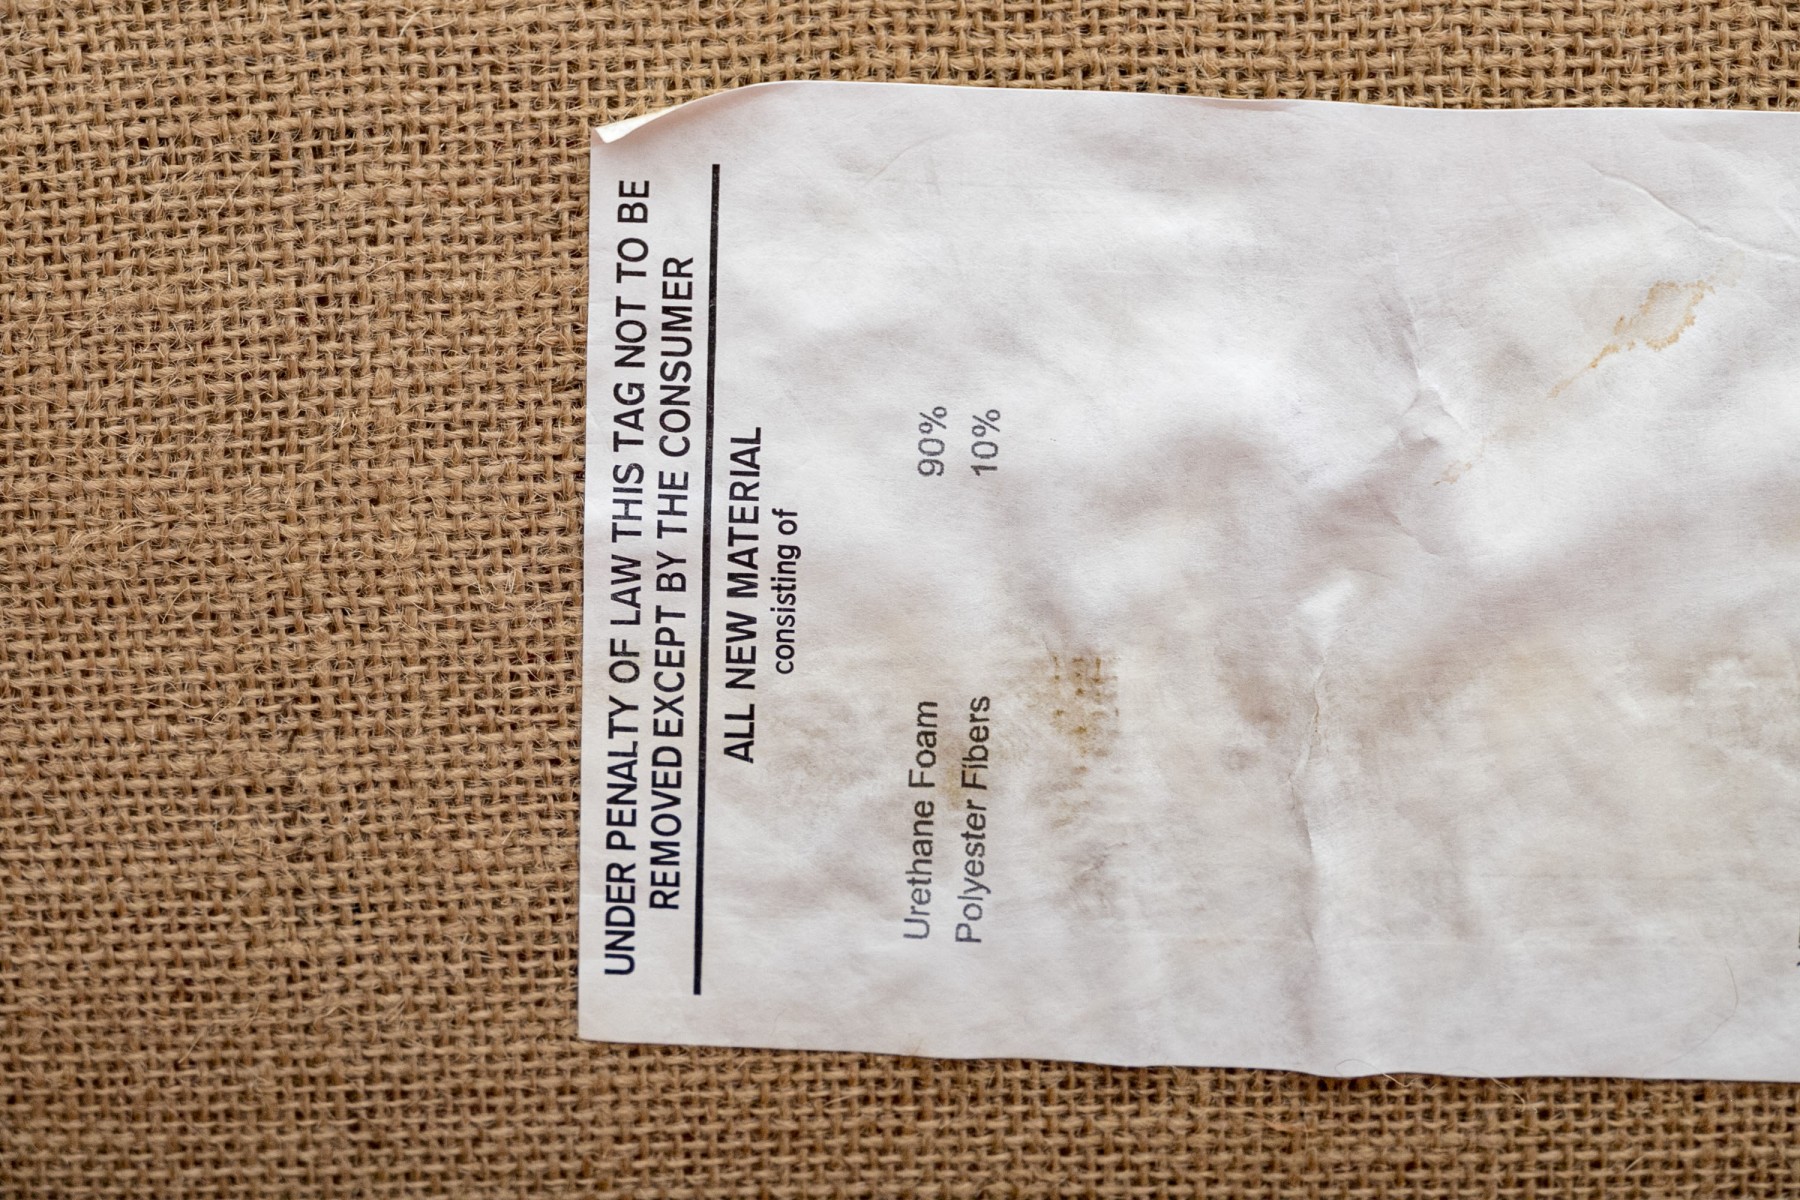 UNDER PENALTY OF LAW THIS TAG NOT TO BE
REMOVED EXCEPT BY THE CONSUMER
ALL NEW MATERIAL
consisting of
Urethane Foam 90%
Polyester Fibers 10%